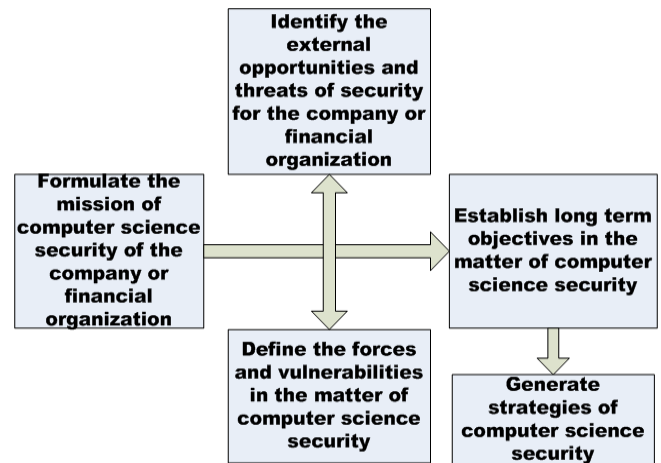 Identify the
external
opportunities and
threats of security
for the company or
financial
organization
Formulate the
mission of
computer science
security of the
company or
financial
organization
Establish long term
objectives in the
matter of computer
science security
Define the forces
and vulnerabilities
in the matter of
computer science
security
Generate
strategies of
computer science
security